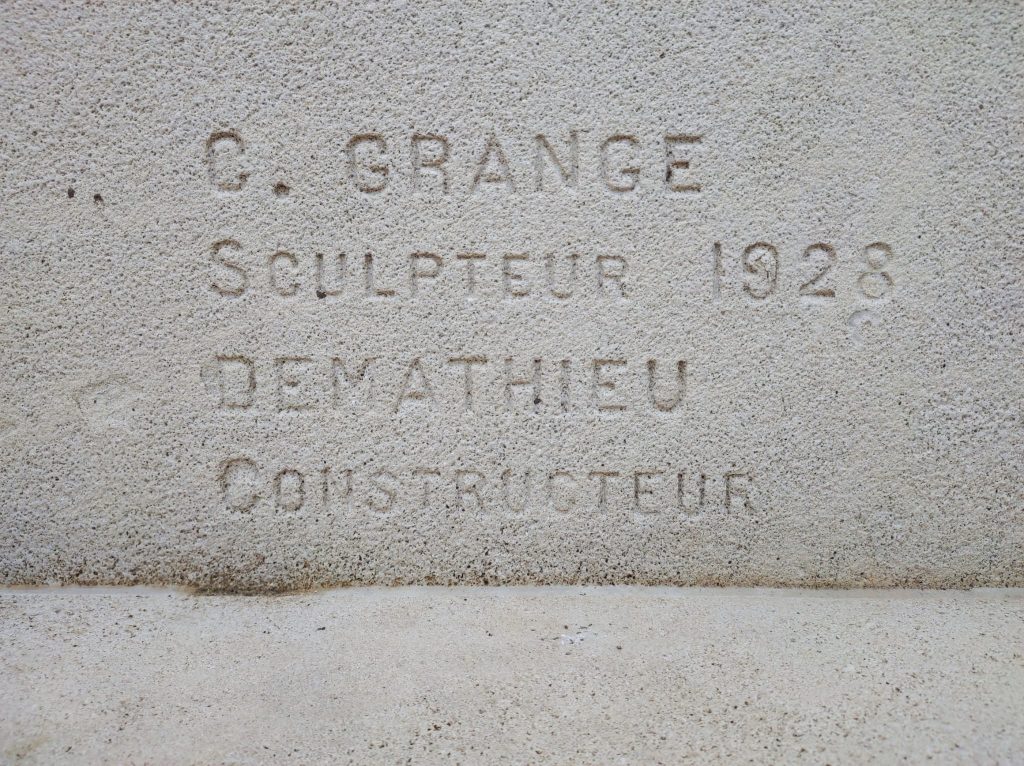 C. GRANGE
SCULPTEUR 1928
DEMATHIEU
CONSTRUCTEUR